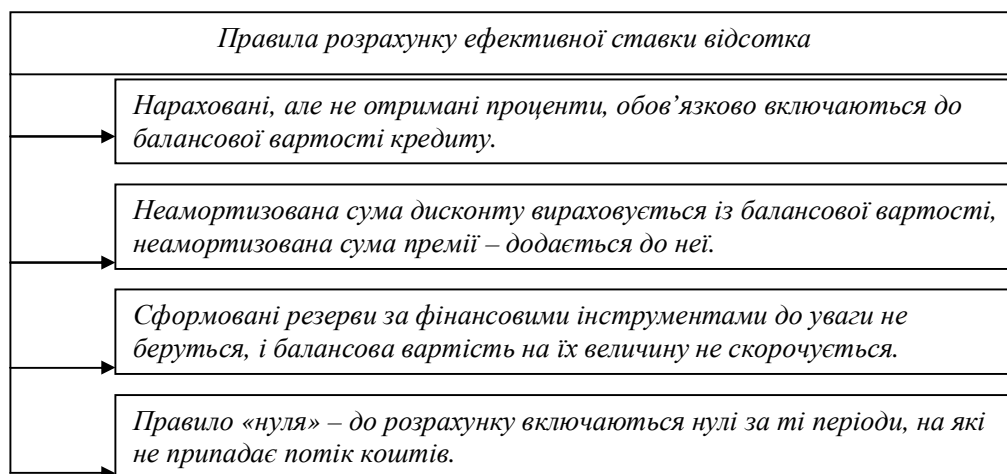 Правила розрахунку ефективної ставки відсотка
Нараховані, але не отримані проценти, обов’язково включаються до
балансової вартості кредиту.
Неамортизована сума дисконту вираховується із балансової вартості,
неамортизована сума премії – додається до неї.
Сформовані резерви за фінансовими інструментами до уваги не
беруться, і балансова вартість на їх величину не скорочується.
Правило «нуля» – до розрахунку включаються нулі за ті періоди, на які
не припадає потік коштів.